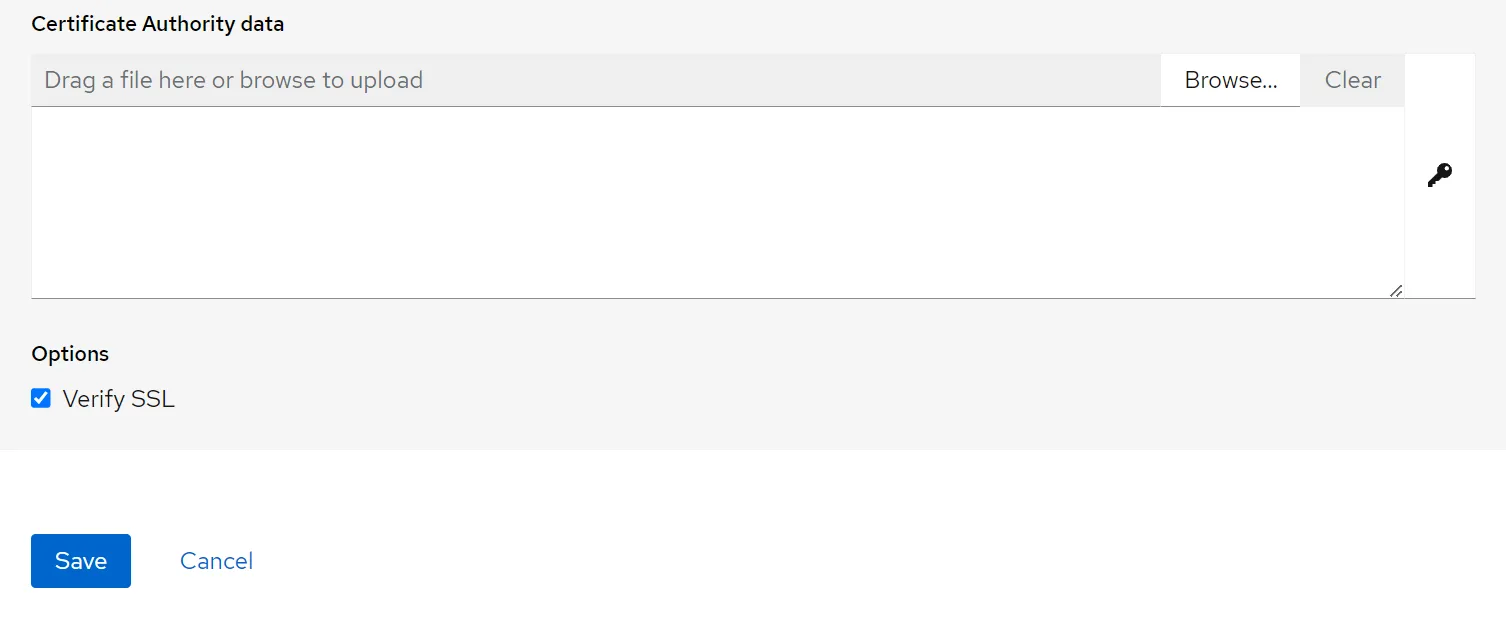 Certificate Authority data
Drag a file here or browse to upload Browse... Clear
Options
Verify SSL
Save Cancel